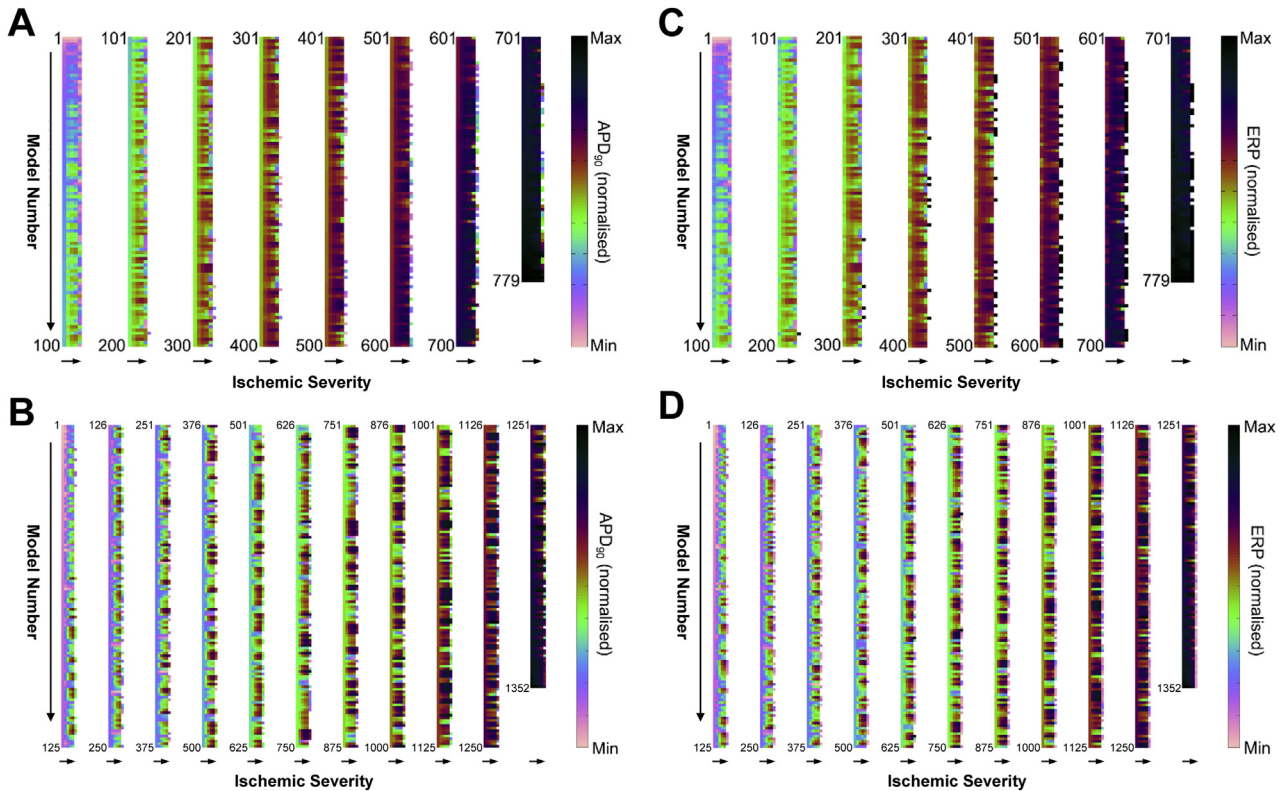 A
1 101 201 301 401 501 601 701
Max
APD90 (normalised)
Min
Model Number
779
100 200 300 400 500 600 700
Ischemic Severity
C
1 101 201 301 401 501 601 701
Max
ERP (normalised)
Min
Model Number
779
100 200 300 400 500 600 700
Ischemic Severity
B
1 126 251 376 501 626 751 876 1001 1126 1251
Max
APD90 (normalised)
Min
Model Number
1352
125 250 375 500 625 750 875 1000 1125 1250
Ischemic Severity
D
1 126 251 376 501 626 751 876 1001 1126 1251
Max
ERP (normalised)
Min
Model Number
1352
125 250 375 500 625 750 875 1000 1125 1250
Ischemic Severity